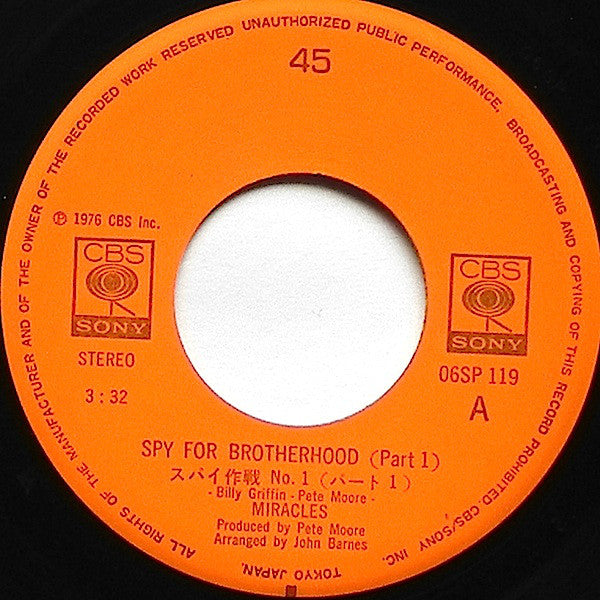 ALL RIGHTS OF THE MANUFACTURER AND OF THE OWNER OF THE RECORDED WORK RESERVED UNAUTHORIZED PUBLIC PERFORMANCE, BROADCASTING AND COPYING OF THIS RECORD PROHIBITED CBS/SONY INC.
TOKYO JAPAN.
45
℗ 1976 CBS Inc.
CBS
SONY
CBS
SONY
STEREO
06SP 119
3:32
A
SPY FOR BROTHERHOOD (Part 1)
スパイ作戦 No.1 (パート 1)
- Billy Griffin - Pete Moore -
MIRACLES
Produced by Pete Moore
Arranged by John Barnes